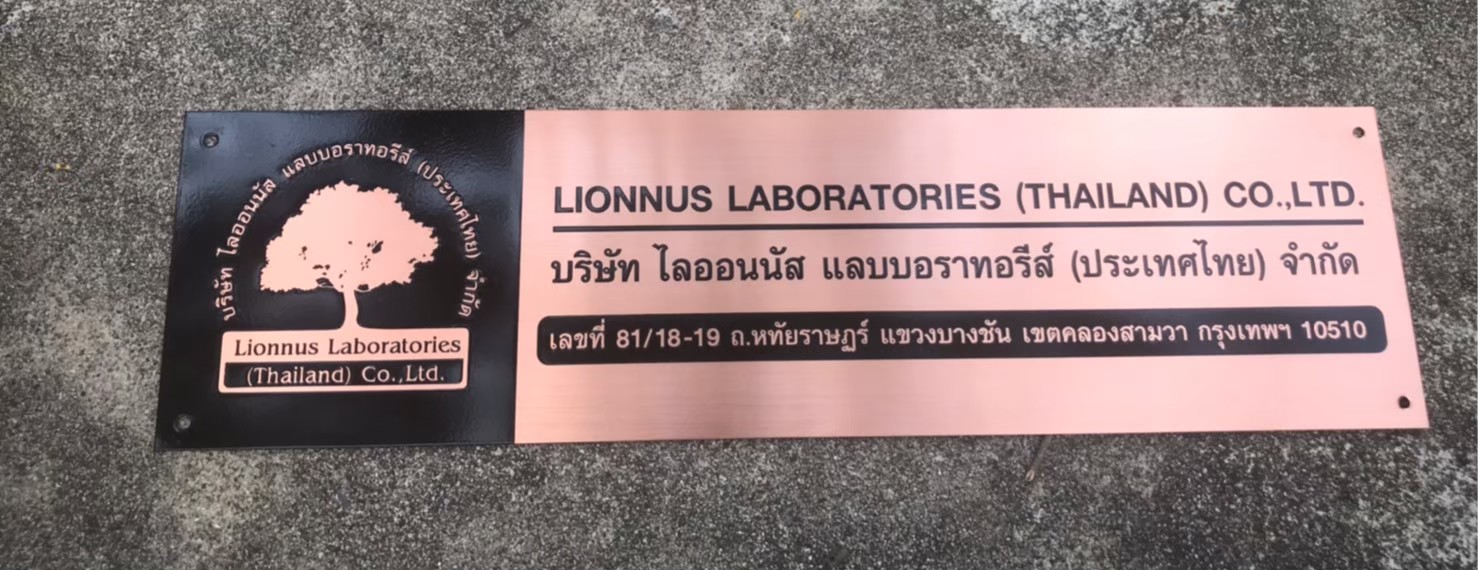 บริษัท ไลออนนัส แลบบอราทอรีส์ (ประเทศไทย) จำกัด
Lionnus Laboratories
(Thailand) Co.,Ltd.
LIONNUS LABORATORIES (THAILAND) CO.,LTD.
บริษัท ไลออนนัส แลบบอราทอรีส์ (ประเทศไทย) จำกัด
เลขที่ 81/18-19 ถ.หทัยราษฎร์ แขวงบางชัน เขตคลองสามวา กรุงเทพฯ 10510